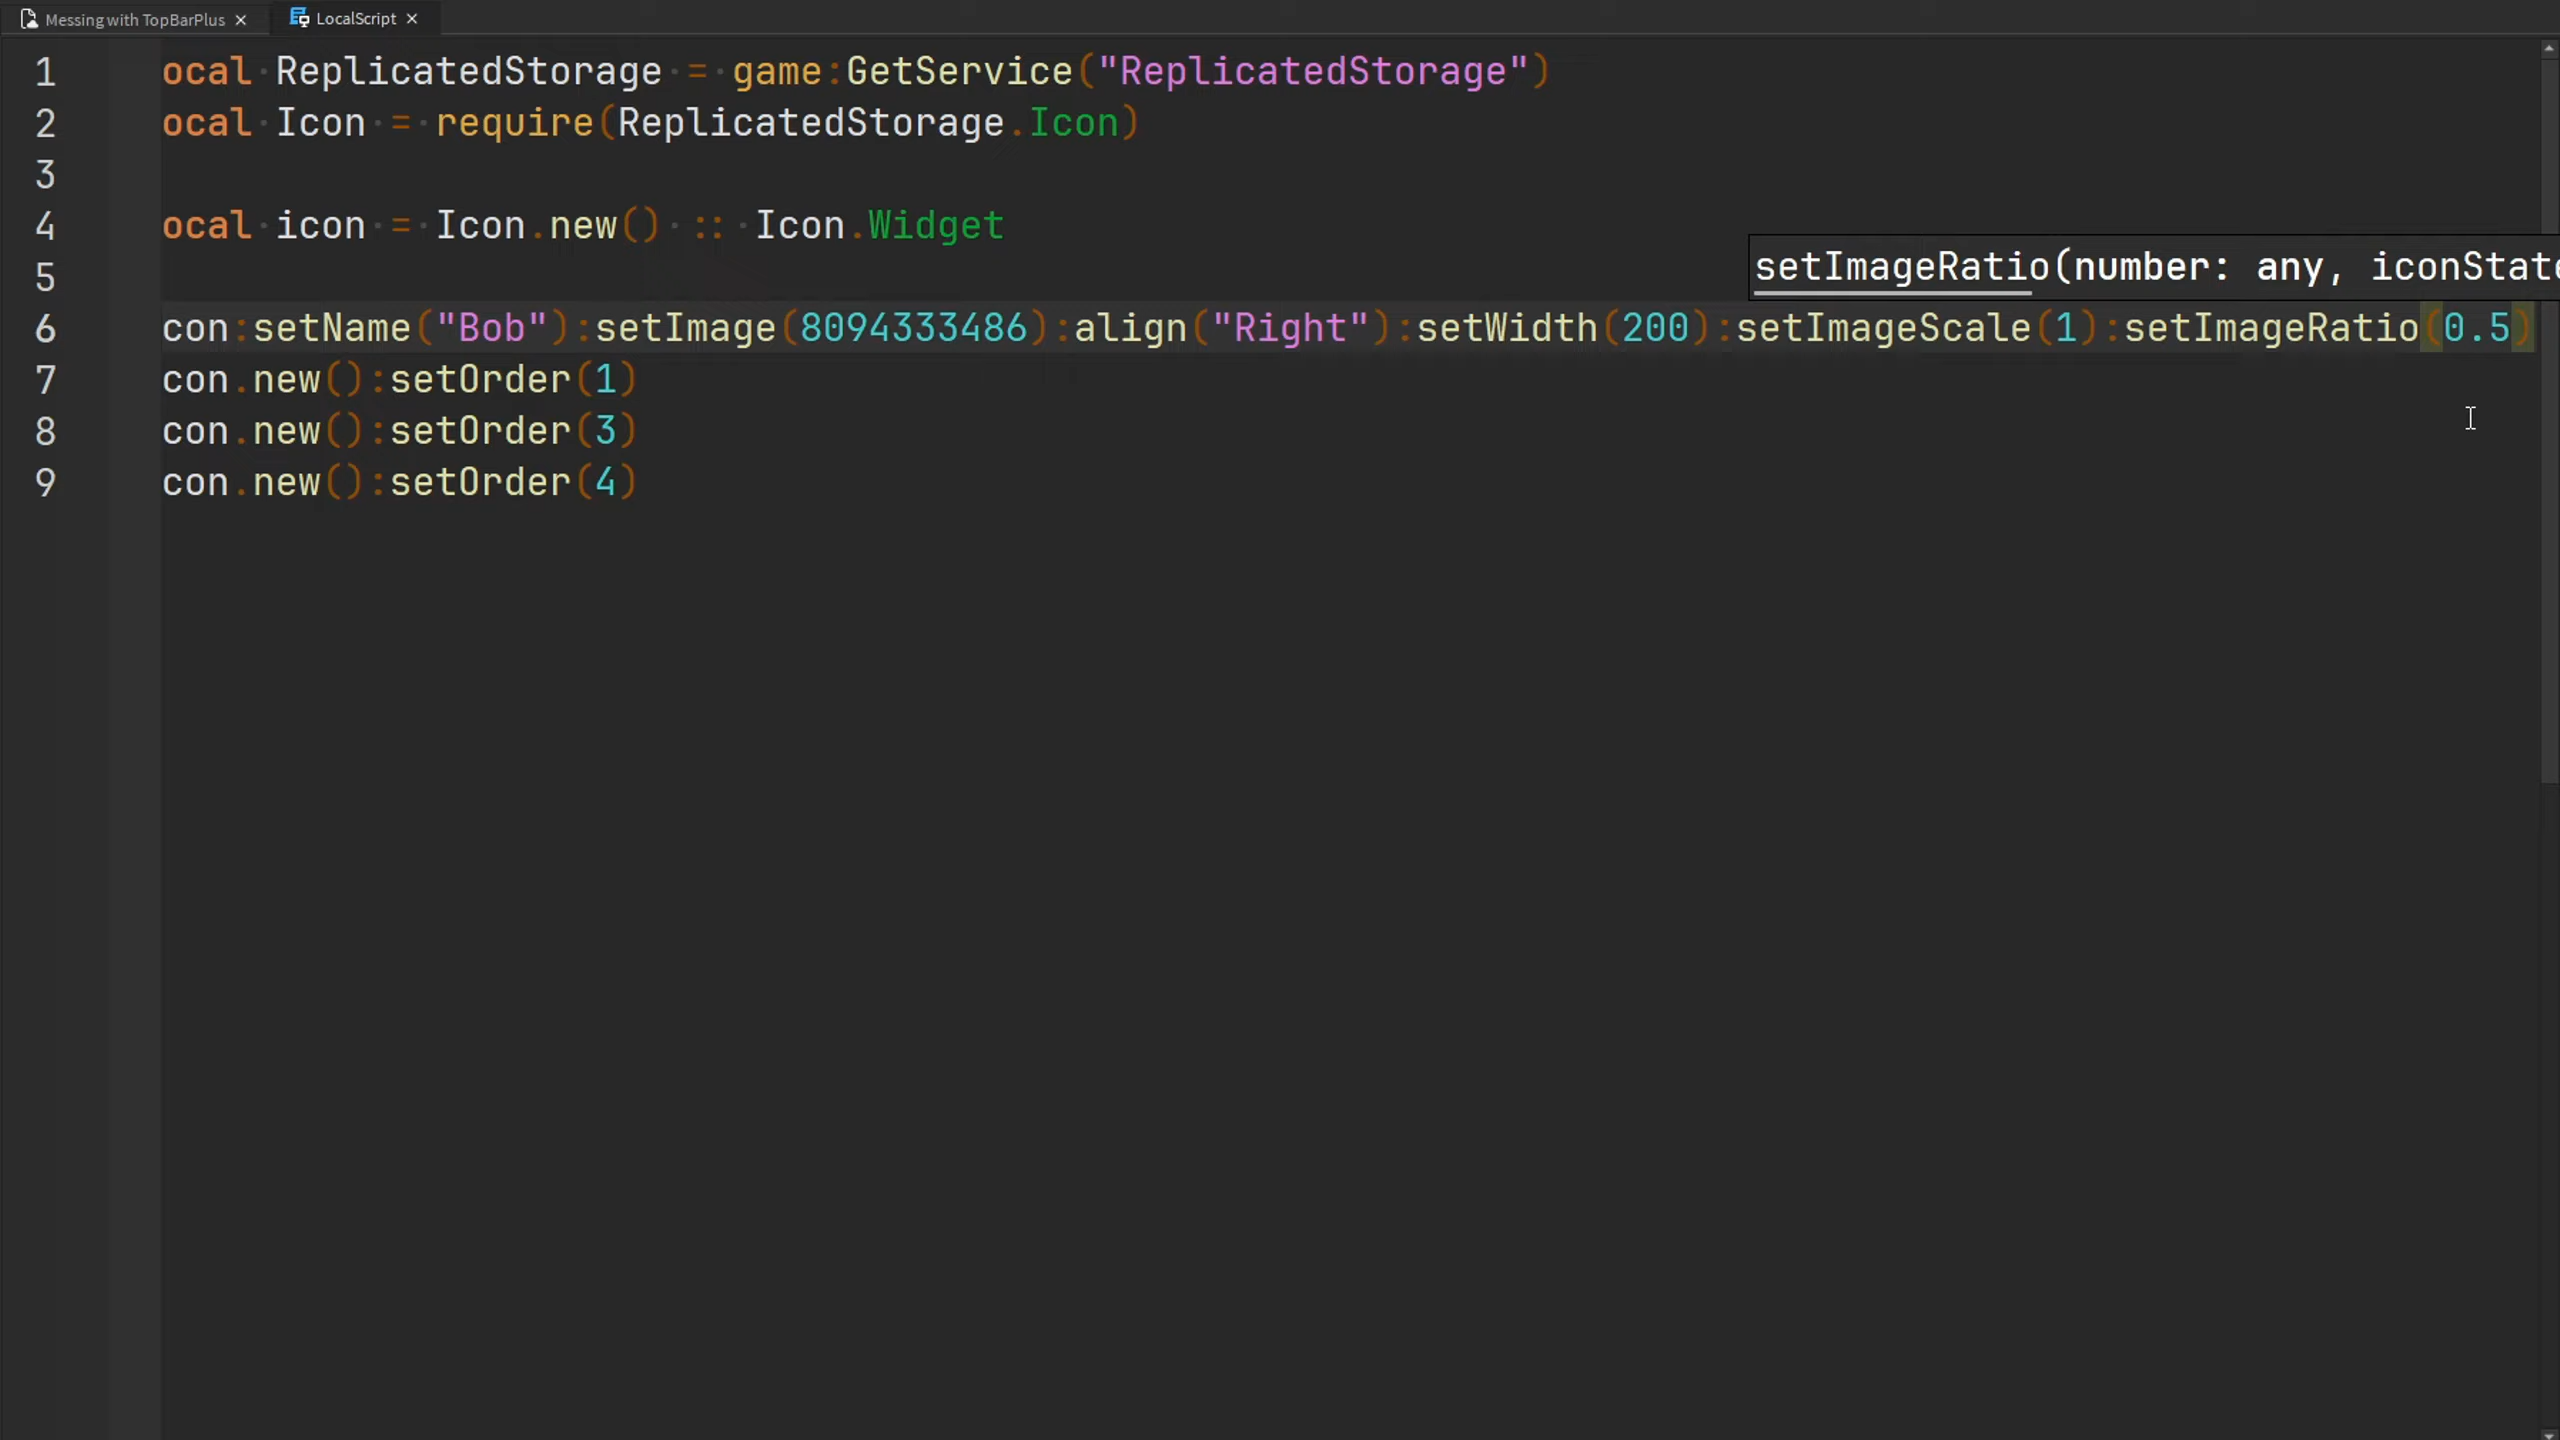 Messing with TopBarPlus × LocalScript ×
1 ocal ReplicatedStorage = game:GetService("ReplicatedStorage")
2 ocal Icon = require(ReplicatedStorage.Icon)
3
4 ocal icon = Icon.new() :: Icon.Widget
5
setImageRatio(number: any, iconState
6 con:setName("Bob"):setImage(8094333486):align("Right"):setWidth(200):setImageScale(1):setImageRatio(0.5)
7 con.new():setOrder(1)
8 con.new():setOrder(3)
9 con.new():setOrder(4)